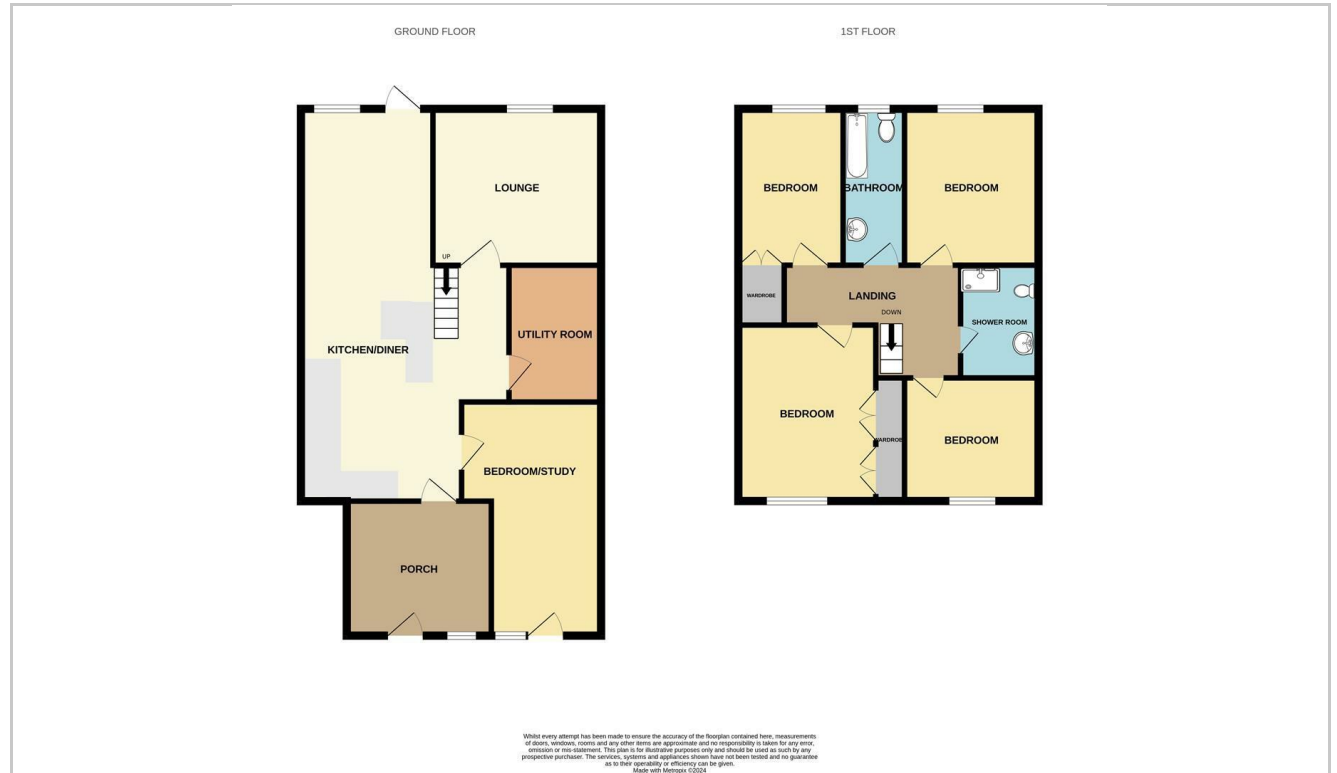 GROUND FLOOR
1ST FLOOR
LOUNGE
UP
UTILITY ROOM
KITCHEN/DINER
BEDROOM/STUDY
PORCH
BEDROOM
BATHROOM
BEDROOM
WARDROBE
LANDING
DOWN
SHOWER ROOM
BEDROOM
WARDROBE
BEDROOM
Whilst every attempt has been made to ensure the accuracy of the floorplan contained here, measurements
of doors, windows, rooms and any other items are approximate and no responsibility is taken for any error,
omission or mis-statement. This plan is for illustrative purposes only and should be used as such by any
prospective purchaser. The services, systems and appliances shown have not been tested and no guarantee
as to their operability or efficiency can be given.
Made with Metropix ©2024